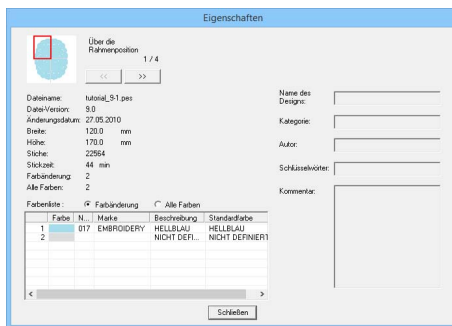 Eigenschaften
Über die
Rahmenposition
1 / 4
<<
>>
Dateiname: tutorial_9-1.pes
Datei-Version: 9.0
Änderungsdatum: 27.05.2010
Breite: 120.0 mm
Höhe: 170.0 mm
Stiche: 22564
Stickzeit: 44 min
Farbänderung: 2
Alle Farben: 2
Farbenliste : Farbänderung Alle Farben
Farbe N... Marke Beschreibung Standardfarbe
1 017 EMBROIDERY HELLBLAU HELLBLAU
2 NICHT DEFI... NICHT DEFINIERT
Name des
Designs:
Kategorie:
Autor:
Schlüsselwörter:
Kommentar:
Schließen